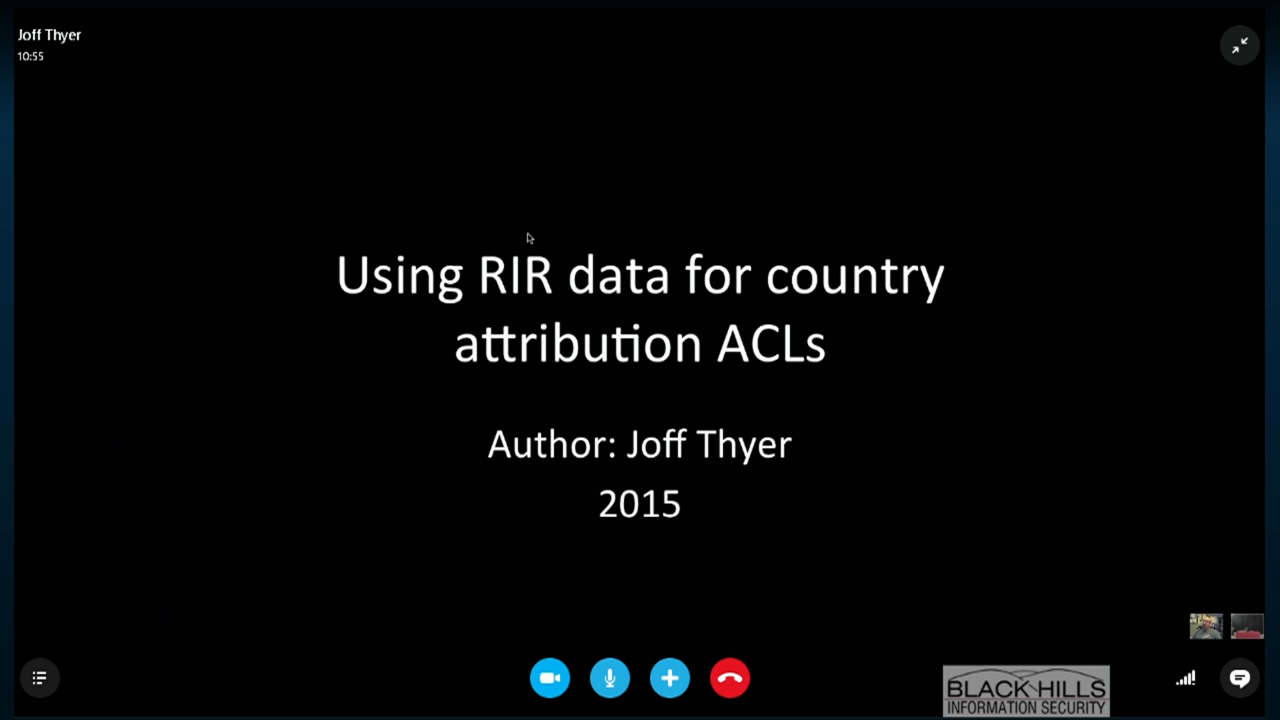 Joff Thyer
10:55
Using RIR data for country
attribution ACLs
Author: Joff Thyer
2015
BLACK HILLS
INFORMATION SECURITY